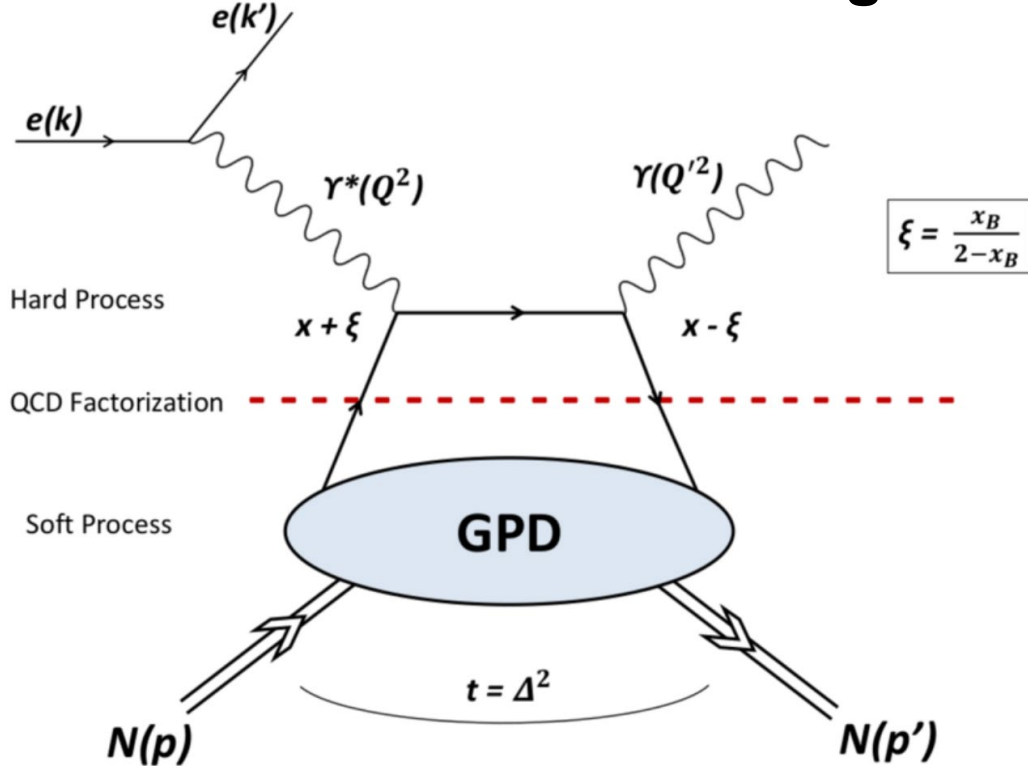 e(k')
e(k)
ϒ*(Q²)
ϒ(Q'²)
ξ = x_B / 2−x_B
Hard Process
x + ξ
x - ξ
QCD Factorization
Soft Process
GPD
t = Δ²
N(p)
N(p’)